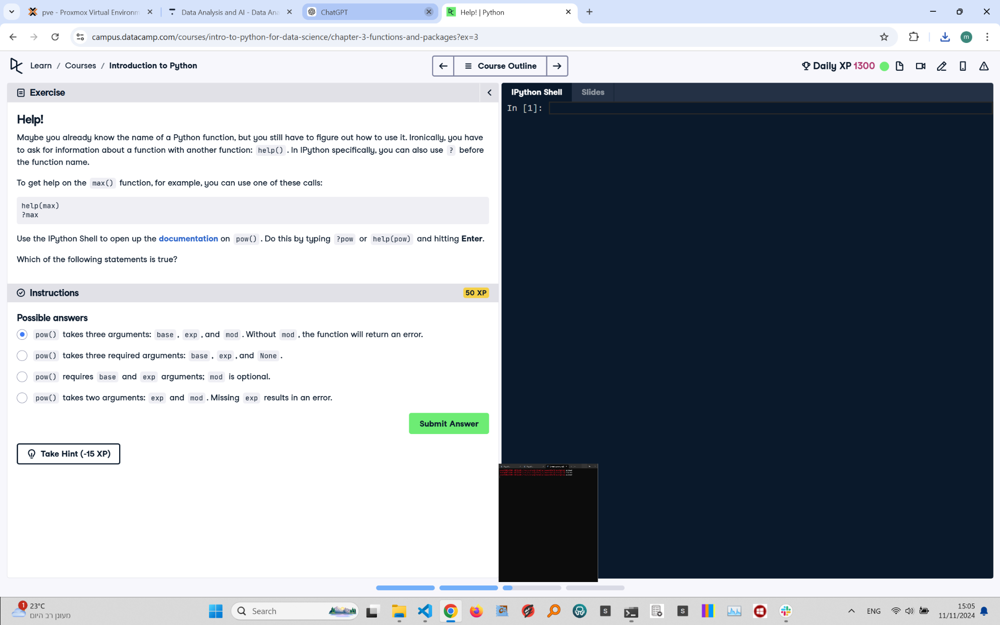 pve - Proxmox Virtual Environm
Data Analysis and AI - Data Ana
ChatGPT
Help! | Python
campus.datacamp.com/courses/intro-to-python-for-data-science/chapter-3-functions-and-packages?ex=3
m
Learn / Courses / Introduction to Python
Course Outline
Daily XP 1300
Exercise
IPython Shell
Slides
In [1]:
Help!
Maybe you already know the name of a Python function, but you still have to figure out how to use it. Ironically, you have
to ask for information about a function with another function: help() . In IPython specifically, you can also use ? before
the function name.
To get help on the max() function, for example, you can use one of these calls:
help(max)
?max
Use the IPython Shell to open up the documentation on pow() . Do this by typing ?pow or help(pow) and hitting Enter.
Which of the following statements is true?
Instructions
50 XP
Possible answers
pow() takes three arguments: base , exp , and mod . Without mod , the function will return an error.
pow() takes three required arguments: base , exp , and None .
pow() requires base and exp arguments; mod is optional.
pow() takes two arguments: exp and mod . Missing exp results in an error.
Submit Answer
Take Hint (-15 XP)
1
23°C
מעונן רב היום
Search
S
S
ENG
15:05
11/11/2024